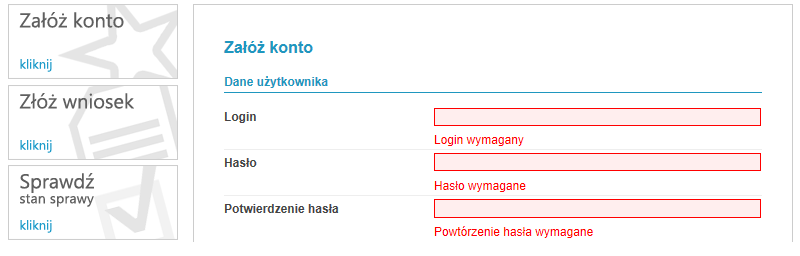 Załóż konto
kliknij
Złóż wniosek
kliknij
Sprawdź
stan sprawy
kliknij
Załóż konto
Dane użytkownika
Login
Login wymagany
Hasło
Hasło wymagane
Potwierdzenie hasła
Powtórzenie hasła wymagane